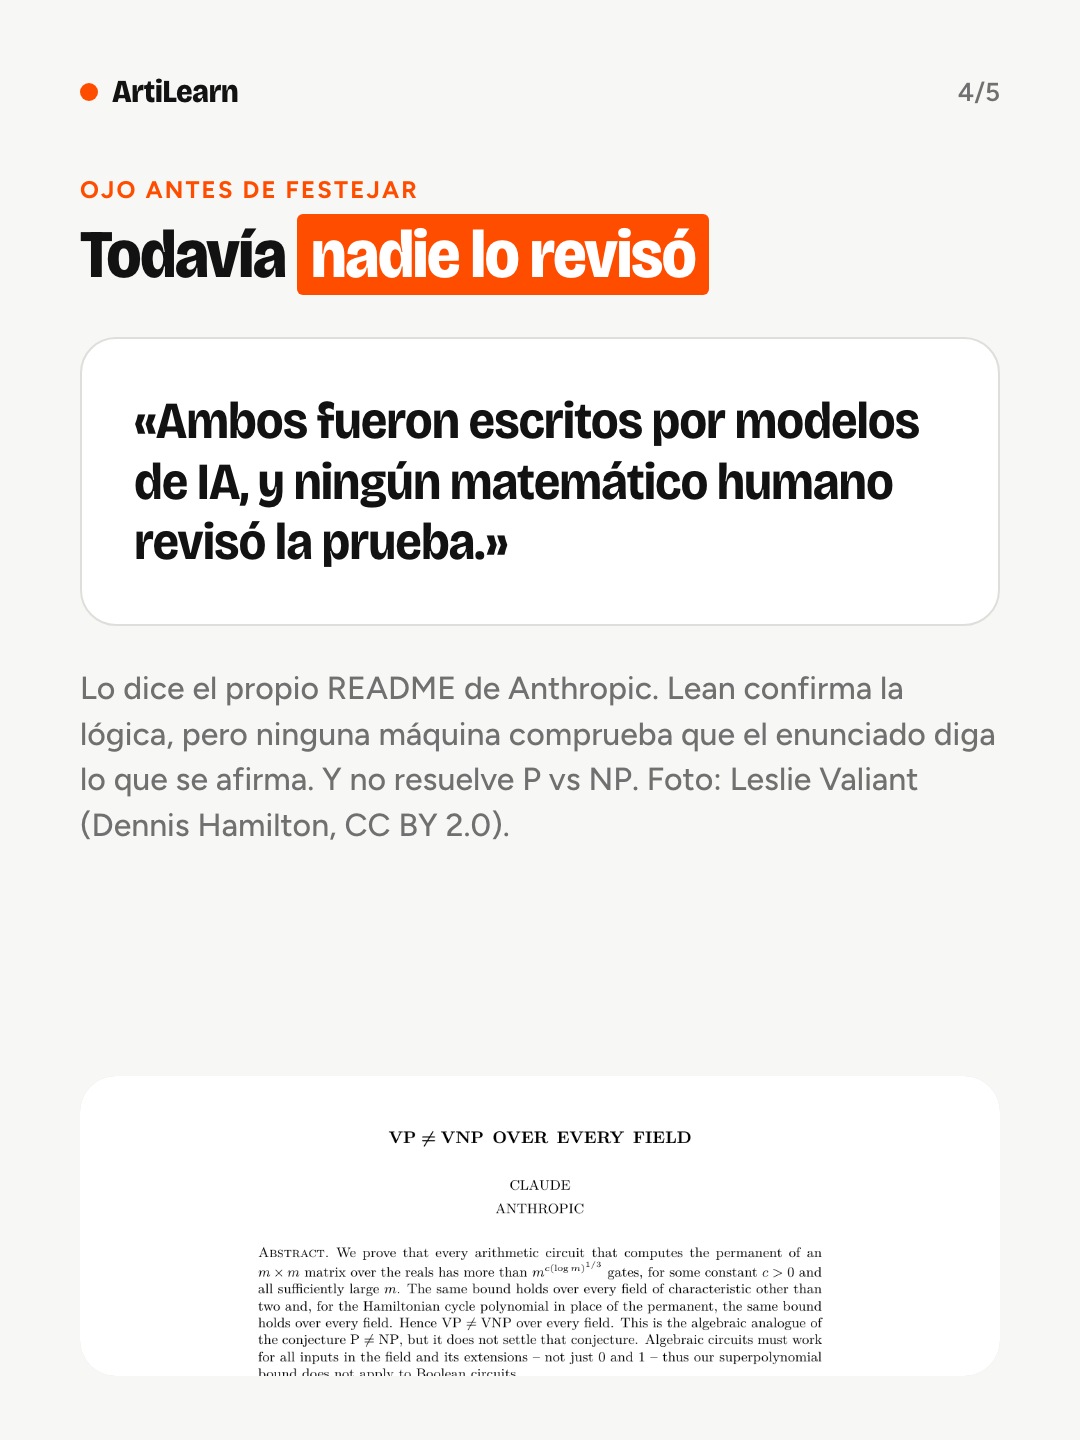 ArtiLearn
4/5
OJO ANTES DE FESTEJAR
Todavía nadie lo revisó
«Ambos fueron escritos por modelos
de IA, y ningún matemático humano
revisó la prueba.»
Lo dice el propio README de Anthropic. Lean confirma la
lógica, pero ninguna máquina comprueba que el enunciado diga
lo que se afirma. Y no resuelve P vs NP. Foto: Leslie Valiant
(Dennis Hamilton, CC BY 2.0).
VP ≠ VNP OVER EVERY FIELD
CLAUDE
ANTHROPIC
ABSTRACT. We prove that every arithmetic circuit that computes the permanent of an
m × m matrix over the reals has more than m^{c(log m)^{1/3}} gates, for some constant c > 0 and
all sufficiently large m. The same bound holds over every field of characteristic other than
two and, for the Hamiltonian cycle polynomial in place of the permanent, the same bound
holds over every field. Hence VP ≠ VNP over every field. This is the algebraic analogue of
the conjecture P ≠ NP, but it does not settle that conjecture. Algebraic circuits must work
for all inputs in the field and its extensions – not just 0 and 1 – thus our superpolynomial
bound does not apply to Boolean circuits.